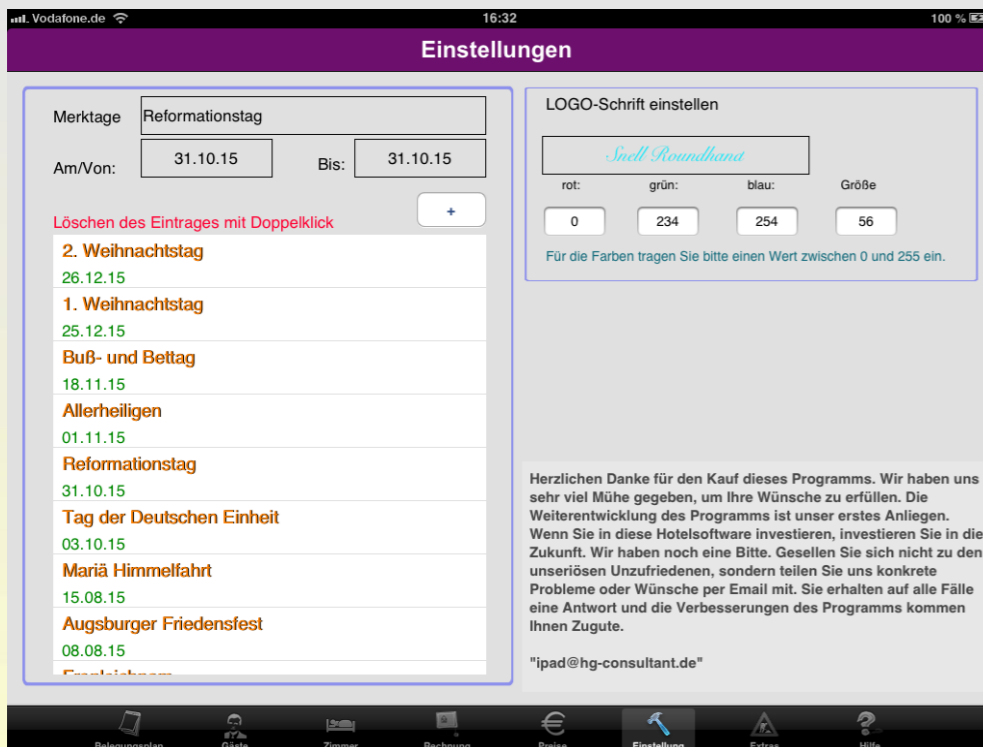 Vodafone.de
16:32
100 %
Einstellungen
Merktage
Reformationstag
Am/Von:
31.10.15
Bis:
31.10.15
Löschen des Eintrages mit Doppelklick
+
2. Weihnachtstag
26.12.15
1. Weihnachtstag
25.12.15
Buß- und Bettag
18.11.15
Allerheiligen
01.11.15
Reformationstag
31.10.15
Tag der Deutschen Einheit
03.10.15
Mariä Himmelfahrt
15.08.15
Augsburger Friedensfest
08.08.15
LOGO-Schrift einstellen
Snell Roundhand
rot:
grün:
blau:
Größe
0
234
254
56
Für die Farben tragen Sie bitte einen Wert zwischen 0 und 255 ein.
Herzlichen Danke für den Kauf dieses Programms. Wir haben uns
sehr viel Mühe gegeben, um Ihre Wünsche zu erfüllen. Die
Weiterentwicklung des Programms ist unser erstes Anliegen.
Wenn Sie in diese Hotelsoftware investieren, investieren Sie in die
Zukunft. Wir haben noch eine Bitte. Gesellen Sie sich nicht zu den
unseriösen Unzufriedenen, sondern teilen Sie uns konkrete
Probleme oder Wünsche per Email mit. Sie erhalten auf alle Fälle
eine Antwort und die Verbesserungen des Programms kommen
Ihnen Zugute.
"ipad@hg-consultant.de"
Belegungsplan
Gäste
Zimmer
Rechnung
Preise
Einstellung
Extras
Hilfe